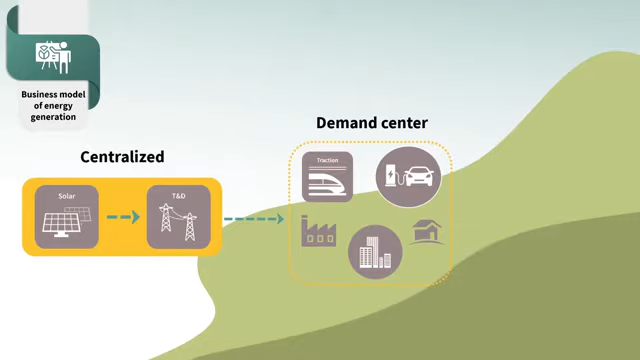 Business model
of energy
generation
Demand center
Centralized
Traction
Solar
T&D